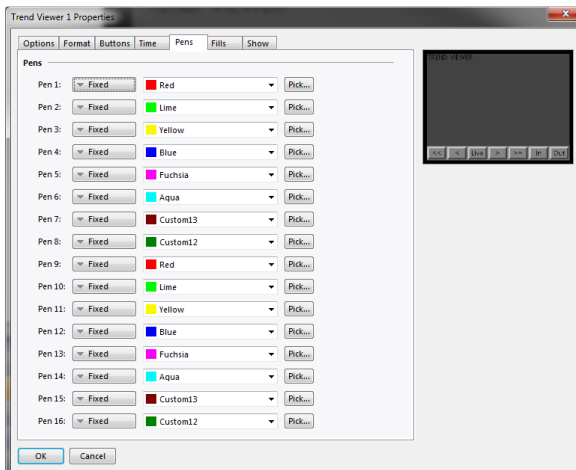 Trend Viewer 1 Properties
Options Format Buttons Time Pens Fills Show
Pens
Pen 1: Fixed Red Pick...
Pen 2: Fixed Lime Pick...
Pen 3: Fixed Yellow Pick...
Pen 4: Fixed Blue Pick...
Pen 5: Fixed Fuchsia Pick...
Pen 6: Fixed Aqua Pick...
Pen 7: Fixed Custom13 Pick...
Pen 8: Fixed Custom12 Pick...
Pen 9: Fixed Red Pick...
Pen 10: Fixed Lime Pick...
Pen 11: Fixed Yellow Pick...
Pen 12: Fixed Blue Pick...
Pen 13: Fixed Fuchsia Pick...
Pen 14: Fixed Aqua Pick...
Pen 15: Fixed Custom13 Pick...
Pen 16: Fixed Custom12 Pick...
OK Cancel
TREND VIEWER
<< < Live > >> In Out